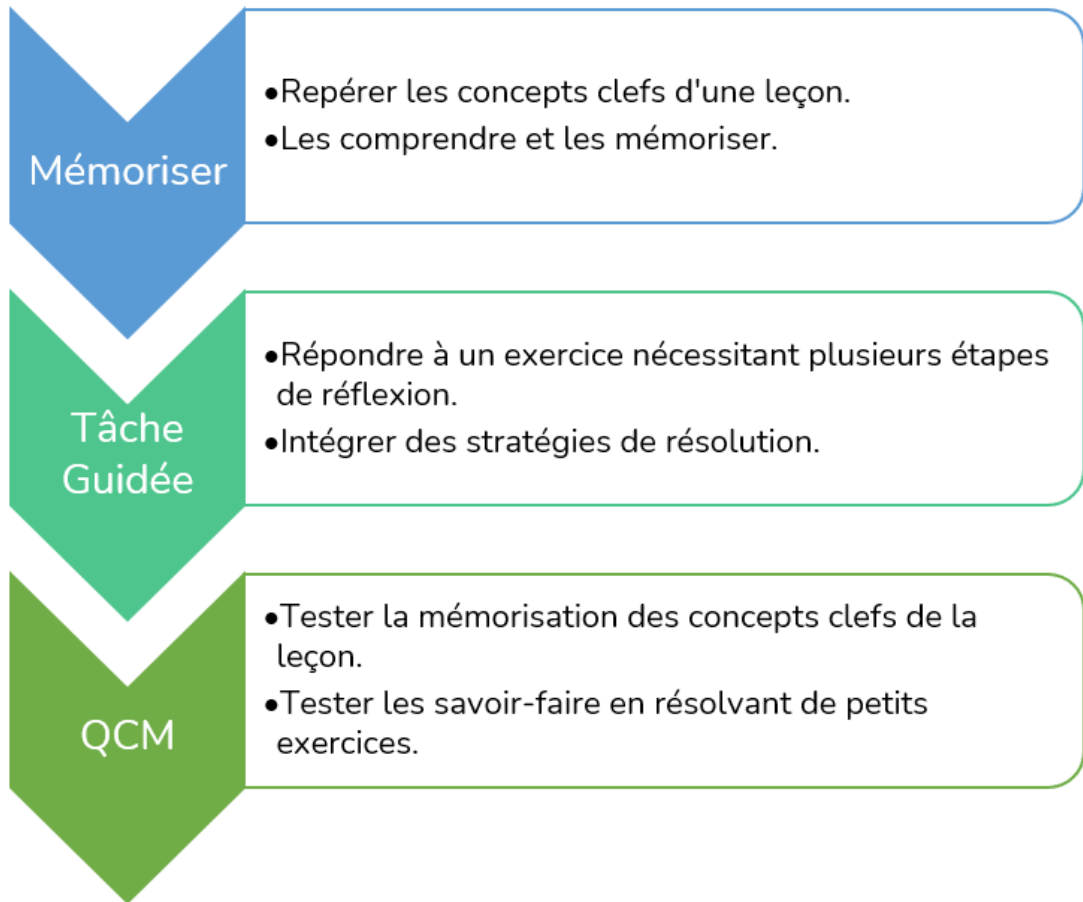 Mémoriser
•Repérer les concepts clefs d'une leçon.
•Les comprendre et les mémoriser.
Tâche
Guidée
•Répondre à un exercice nécessitant plusieurs étapes
de réflexion.
•Intégrer des stratégies de résolution.
QCM
•Tester la mémorisation des concepts clefs de la
leçon.
•Tester les savoir-faire en résolvant de petits
exercices.